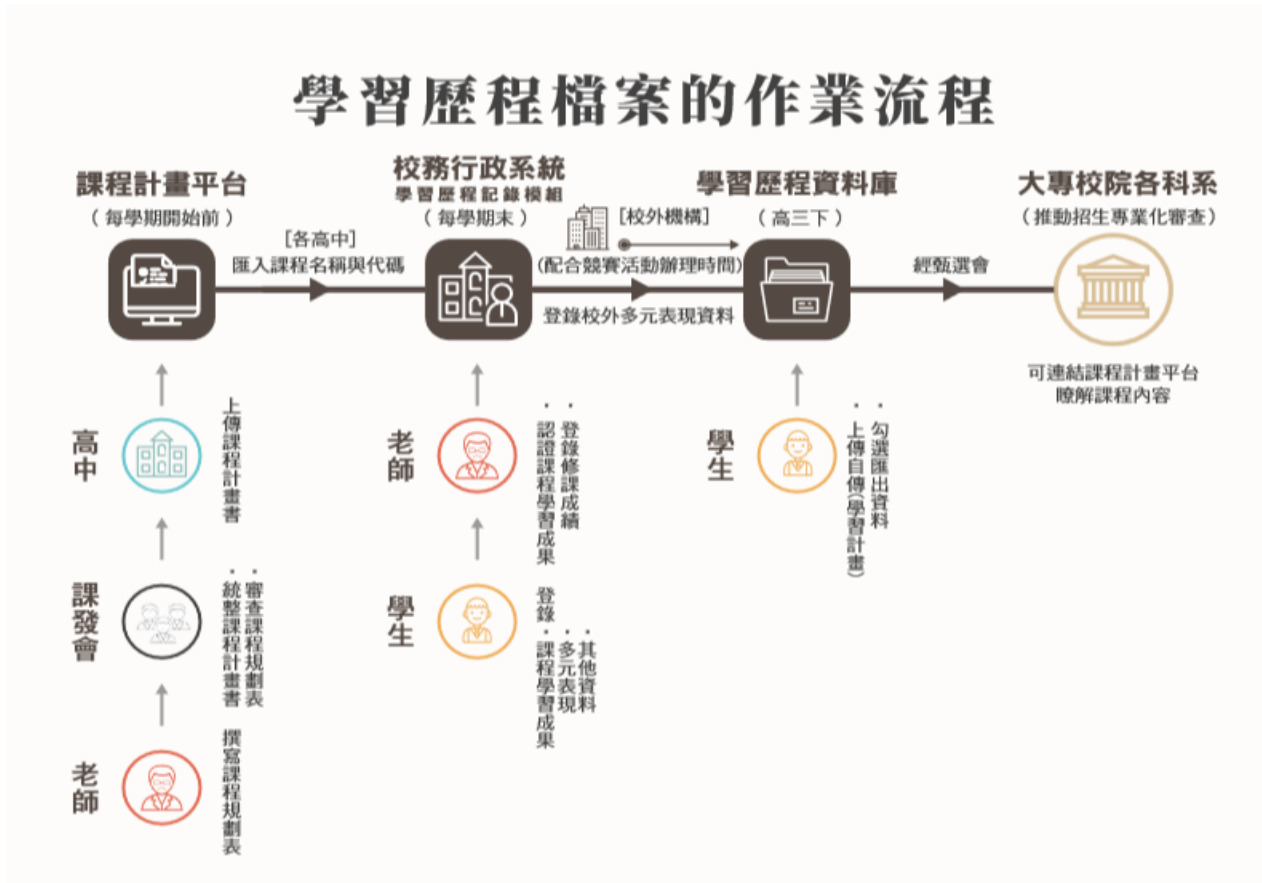 學習歷程檔案的作業流程
課程計畫平台
（每學期開始前）
[各高中]
匯入課程名稱與代碼
校務行政系統
學習歷程記錄模組
（每學期末）
[校外機構]
(配合競賽活動辦理時間)
登錄校外多元表現資料
學習歷程資料庫
（高三下）
經甄選會
大專校院各科系
（推動招生專業化審查）
可連結課程計畫平台
瞭解課程內容
高中
上傳課程計畫書
課發會
・審查課程規劃表
・統整課程計畫書
老師
撰寫課程規劃表
老師
・登錄修課成績
・認證課程學習成果
學生
登錄
・其他資料
・多元表現
・課程學習成果
學生
・勾選匯出資料
・上傳自傳(學習計畫)